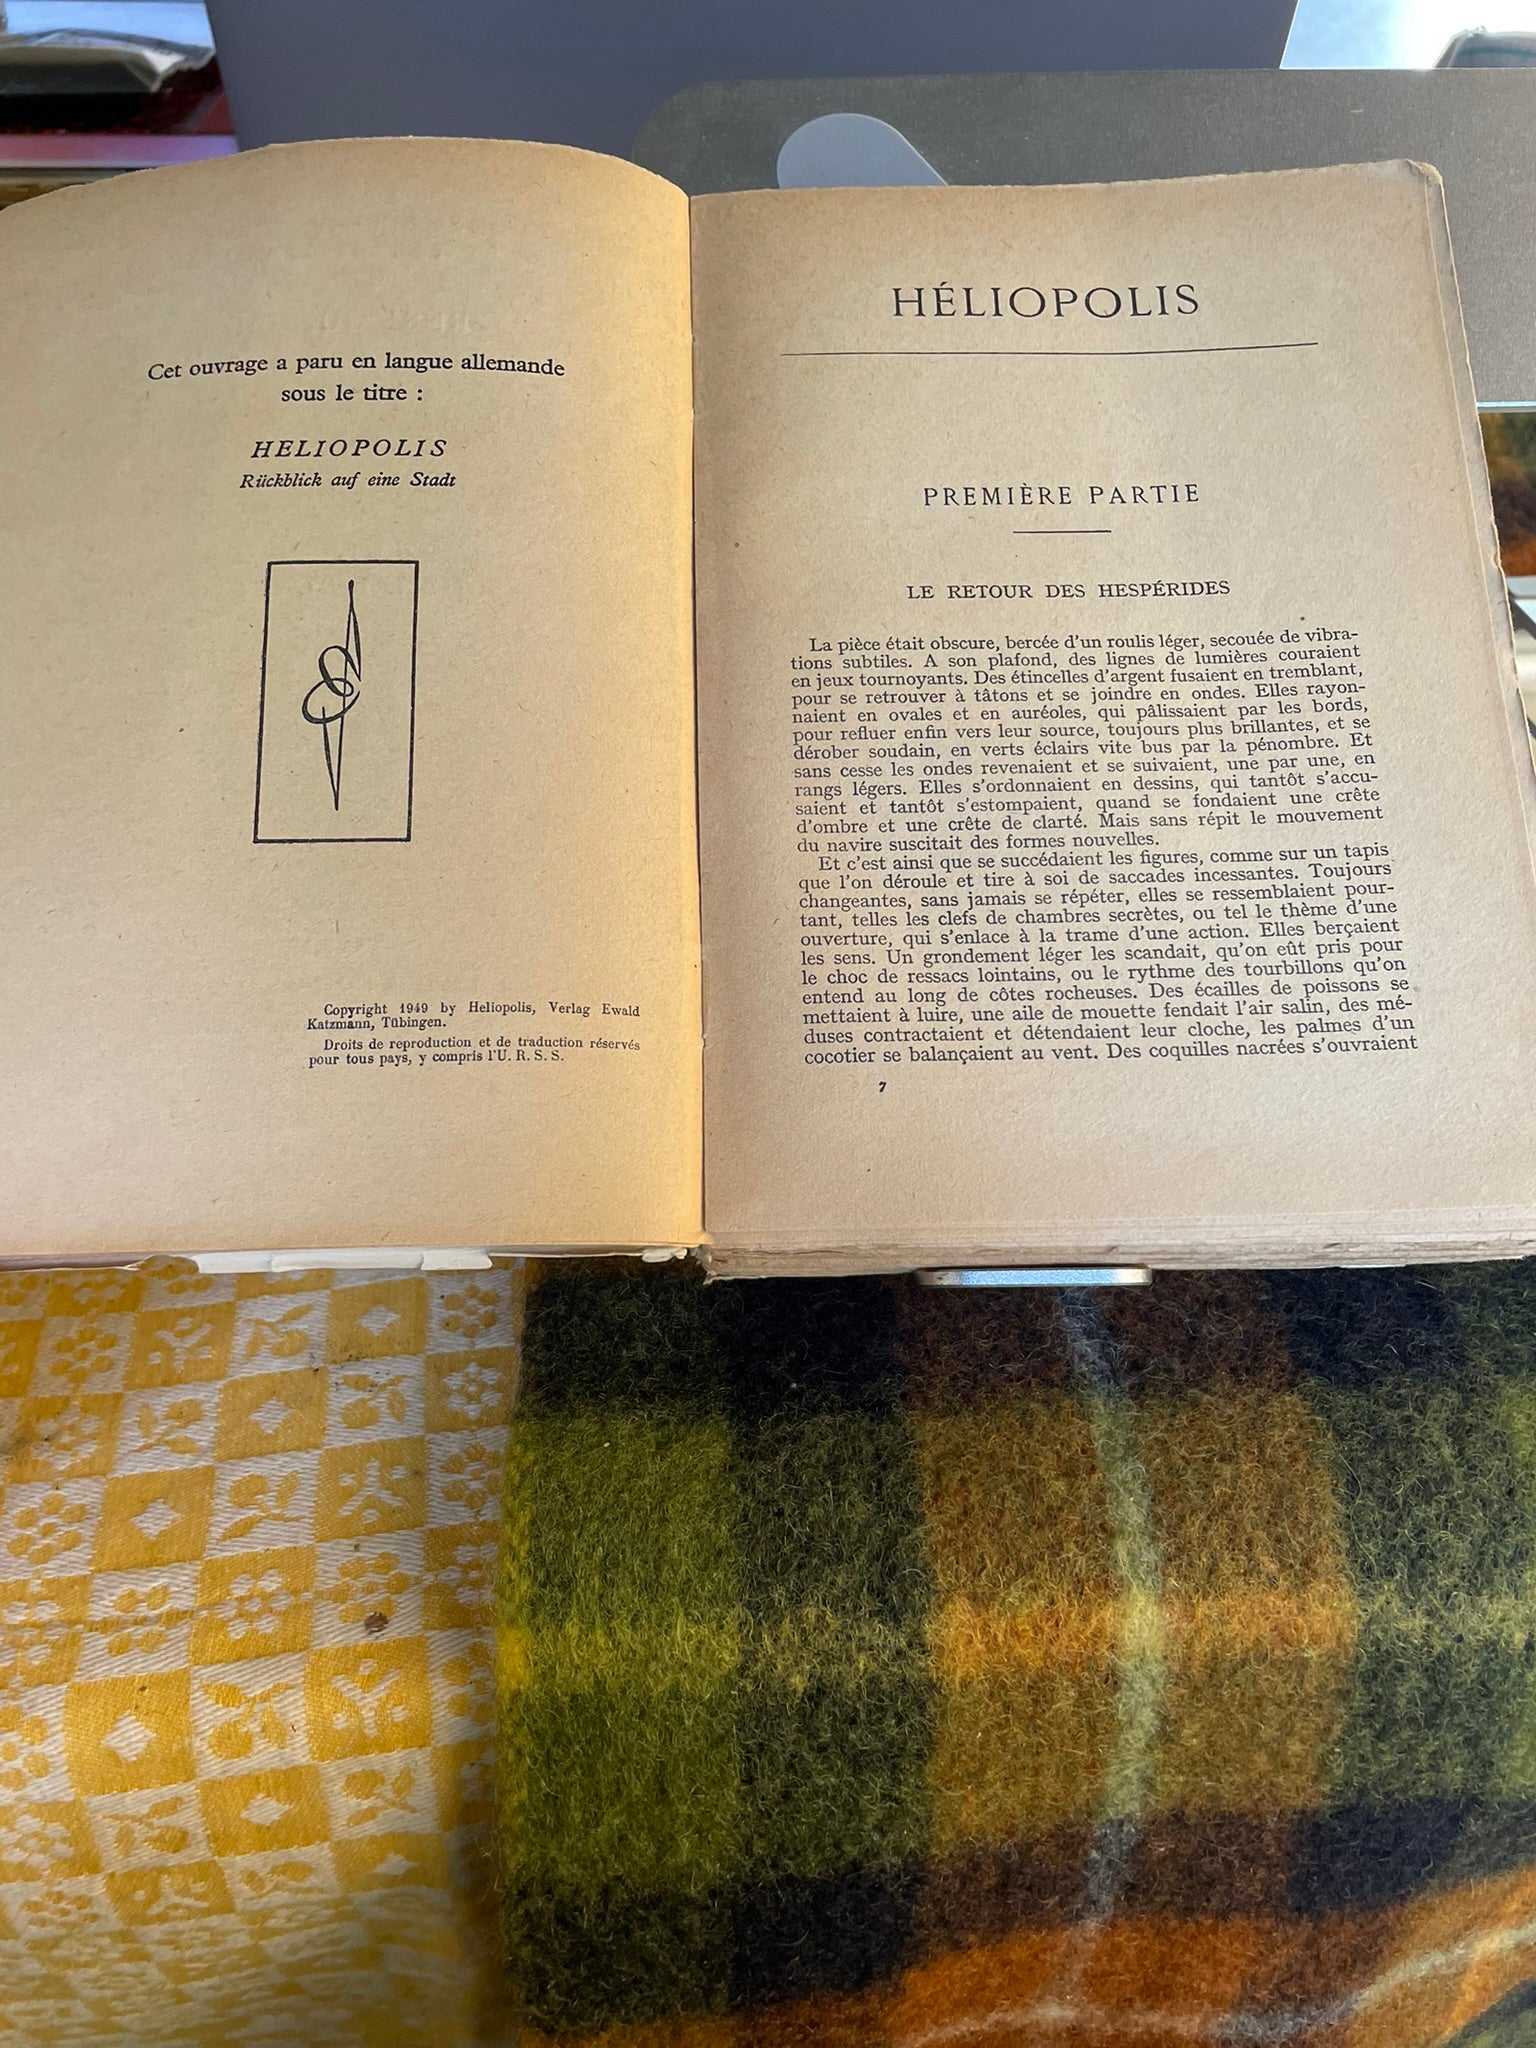 Cet ouvrage a paru en langue allemande
sous le titre :
HELIOPOLIS
Rückblick auf eine Stadt
Copyright 1949 by Heliopolis, Verlag Ewald
Katzmann, Tübingen.
Droits de reproduction et de traduction réservés
pour tous pays, y compris l'U. R. S. S.
HÉLIOPOLIS
PREMIÈRE PARTIE
LE RETOUR DES HESPÉRIDES
La pièce était obscure, bercée d'un roulis léger, secouée de vibra-
tions subtiles. A son plafond, des lignes de lumières couraient
en jeux tournoyants. Des étincelles d'argent fusaient en tremblant,
pour se retrouver à tâtons et se joindre en ondes. Elles rayon-
naient en ovales et en auréoles, qui pâlissaient par les bords,
pour refluer enfin vers leur source, toujours plus brillantes, et se
dérober soudain, en verts éclairs vite bus par la pénombre. Et
sans cesse les ondes revenaient et se suivaient, une par une, en
rangs légers. Elles s'ordonnaient en dessins, qui tantôt s'accu-
saient et tantôt s'estompaient, quand se fondaient une crête
d'ombre et une crête de clarté. Mais sans répit le mouvement
du navire suscitait des formes nouvelles.
Et c'est ainsi que se succédaient les figures, comme sur un tapis
que l'on déroule et tire à soi de saccades incessantes. Toujours
changeantes, sans jamais se répéter, elles se ressemblaient pour-
tant, telles les clefs de chambres secrètes, ou tel le thème d'une
ouverture, qui s'enlace à la trame d'une action. Elles berçaient
les sens. Un grondement léger les scandait, qu'on eût pris pour
le choc de ressacs lointains, ou le rythme des tourbillons qu'on
entend au long de côtes rocheuses. Des écailles de poissons se
mettaient à luire, une aile de mouette fendait l'air salin, des mé-
duses contractaient et détendaient leur cloche, les palmes d'un
cocotier se balançaient au vent. Des coquilles nacrées s'ouvraient
7